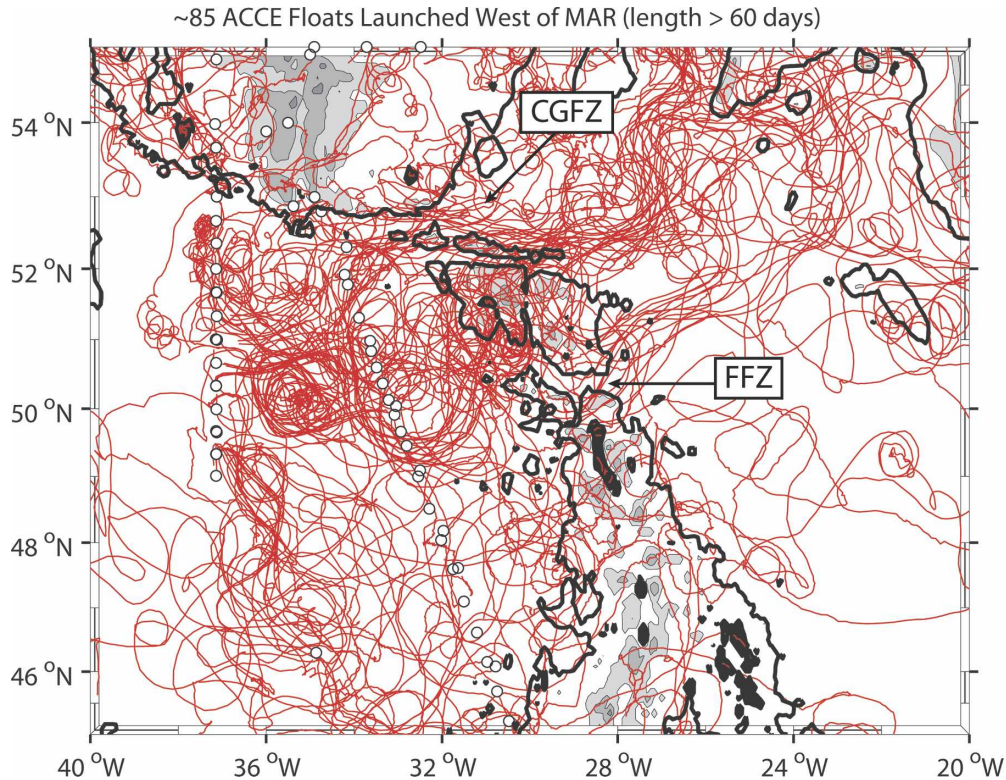 ~85 ACCE Floats Launched West of MAR (length > 60 days)
CGFZ
54 °N
52 °N
FFZ
50 °N
48 °N
46 °N
40 °W 36 °W 32 °W 28 °W 24 °W 20 °W